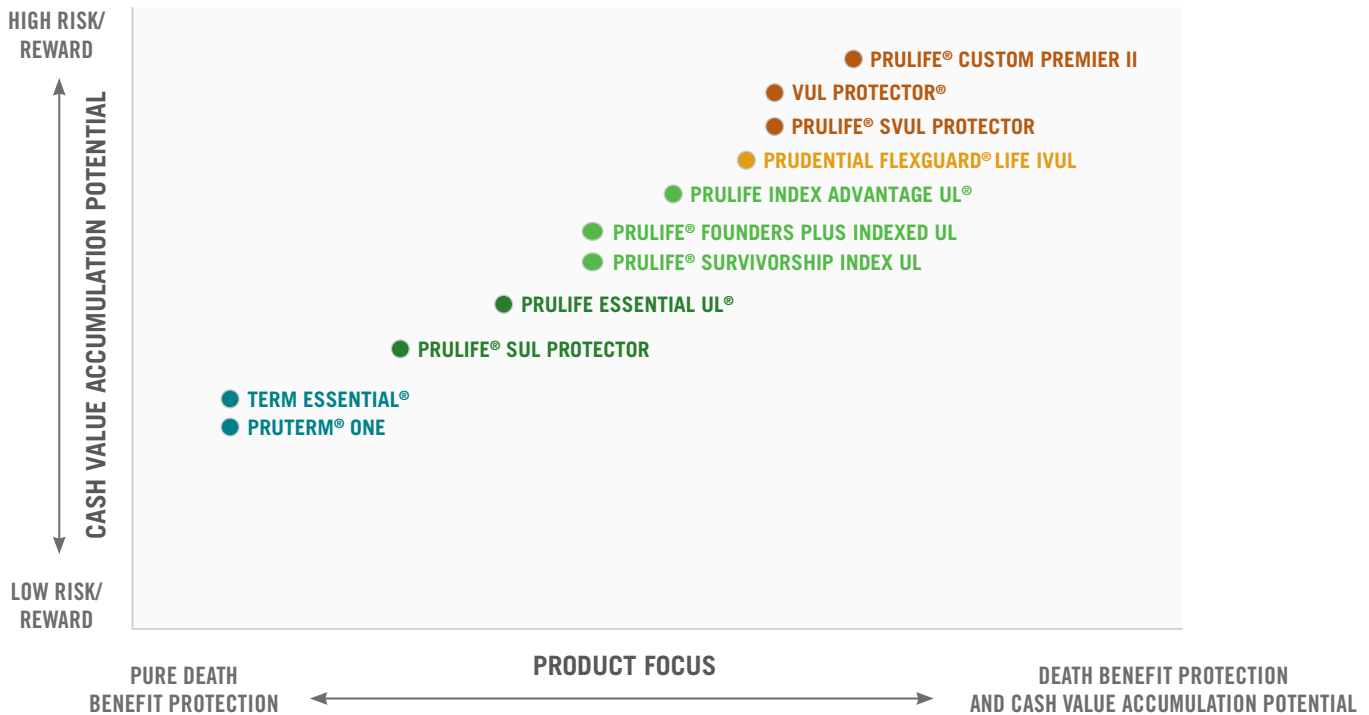 HIGH RISK/
REWARD
CASH VALUE ACCUMULATION POTENTIAL
LOW RISK/
REWARD
PRULIFE® CUSTOM PREMIER II
VUL PROTECTOR®
PRULIFE® SVUL PROTECTOR
PRUDENTIAL FLEXGUARD® LIFE IVUL
PRULIFE INDEX ADVANTAGE UL®
PRULIFE® FOUNDERS PLUS INDEXED UL
PRULIFE® SURVIVORSHIP INDEX UL
PRULIFE ESSENTIAL UL®
PRULIFE® SUL PROTECTOR
TERM ESSENTIAL®
PRUTERM® ONE
PURE DEATH
BENEFIT PROTECTION
PRODUCT FOCUS
DEATH BENEFIT PROTECTION
AND CASH VALUE ACCUMULATION POTENTIAL